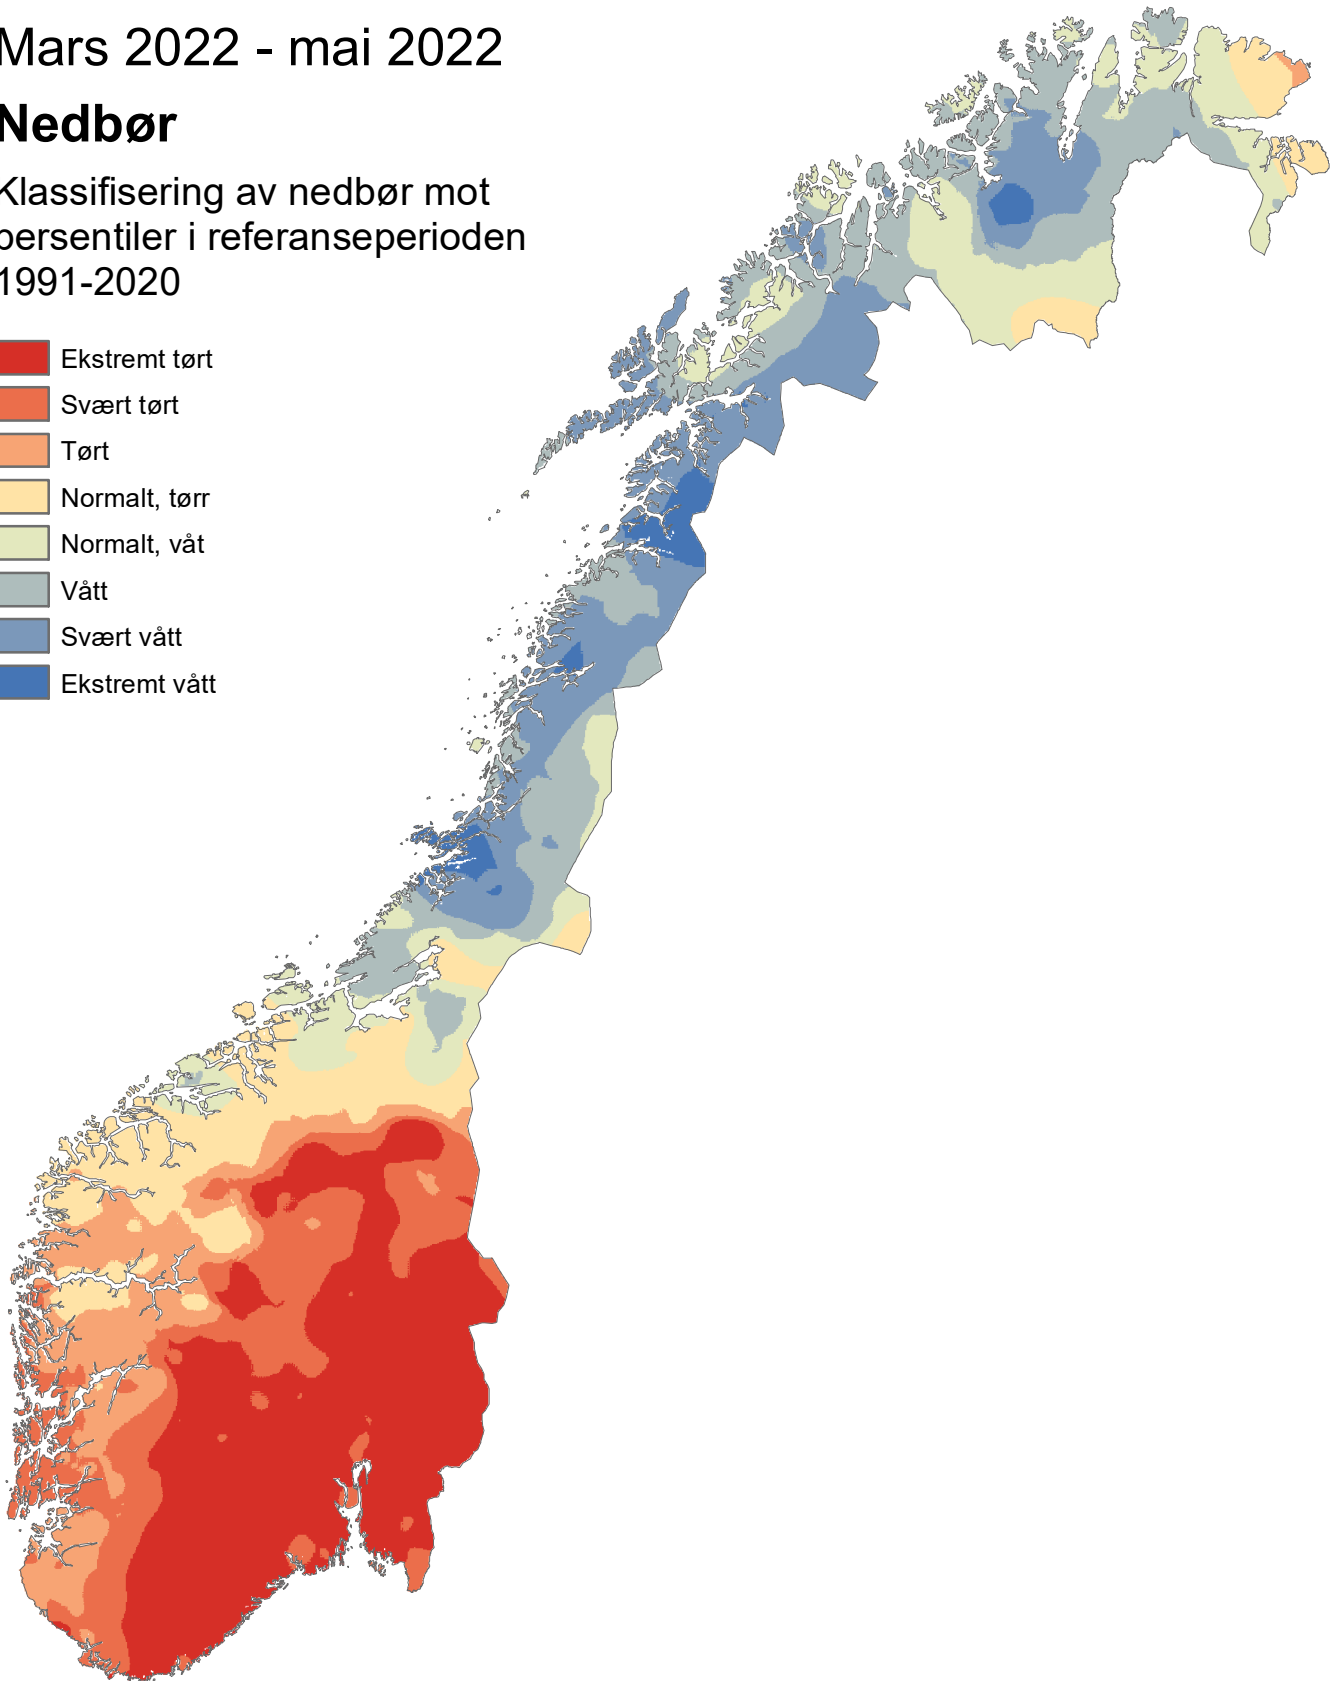 Mars 2022 - mai 2022
Nedbør
Klassifisering av nedbør mot
persentiler i referanseperioden
1991-2020
Ekstremt tørt
Svært tørt
Tørt
Normalt, tørr
Normalt, våt
Vått
Svært vått
Ekstremt vått